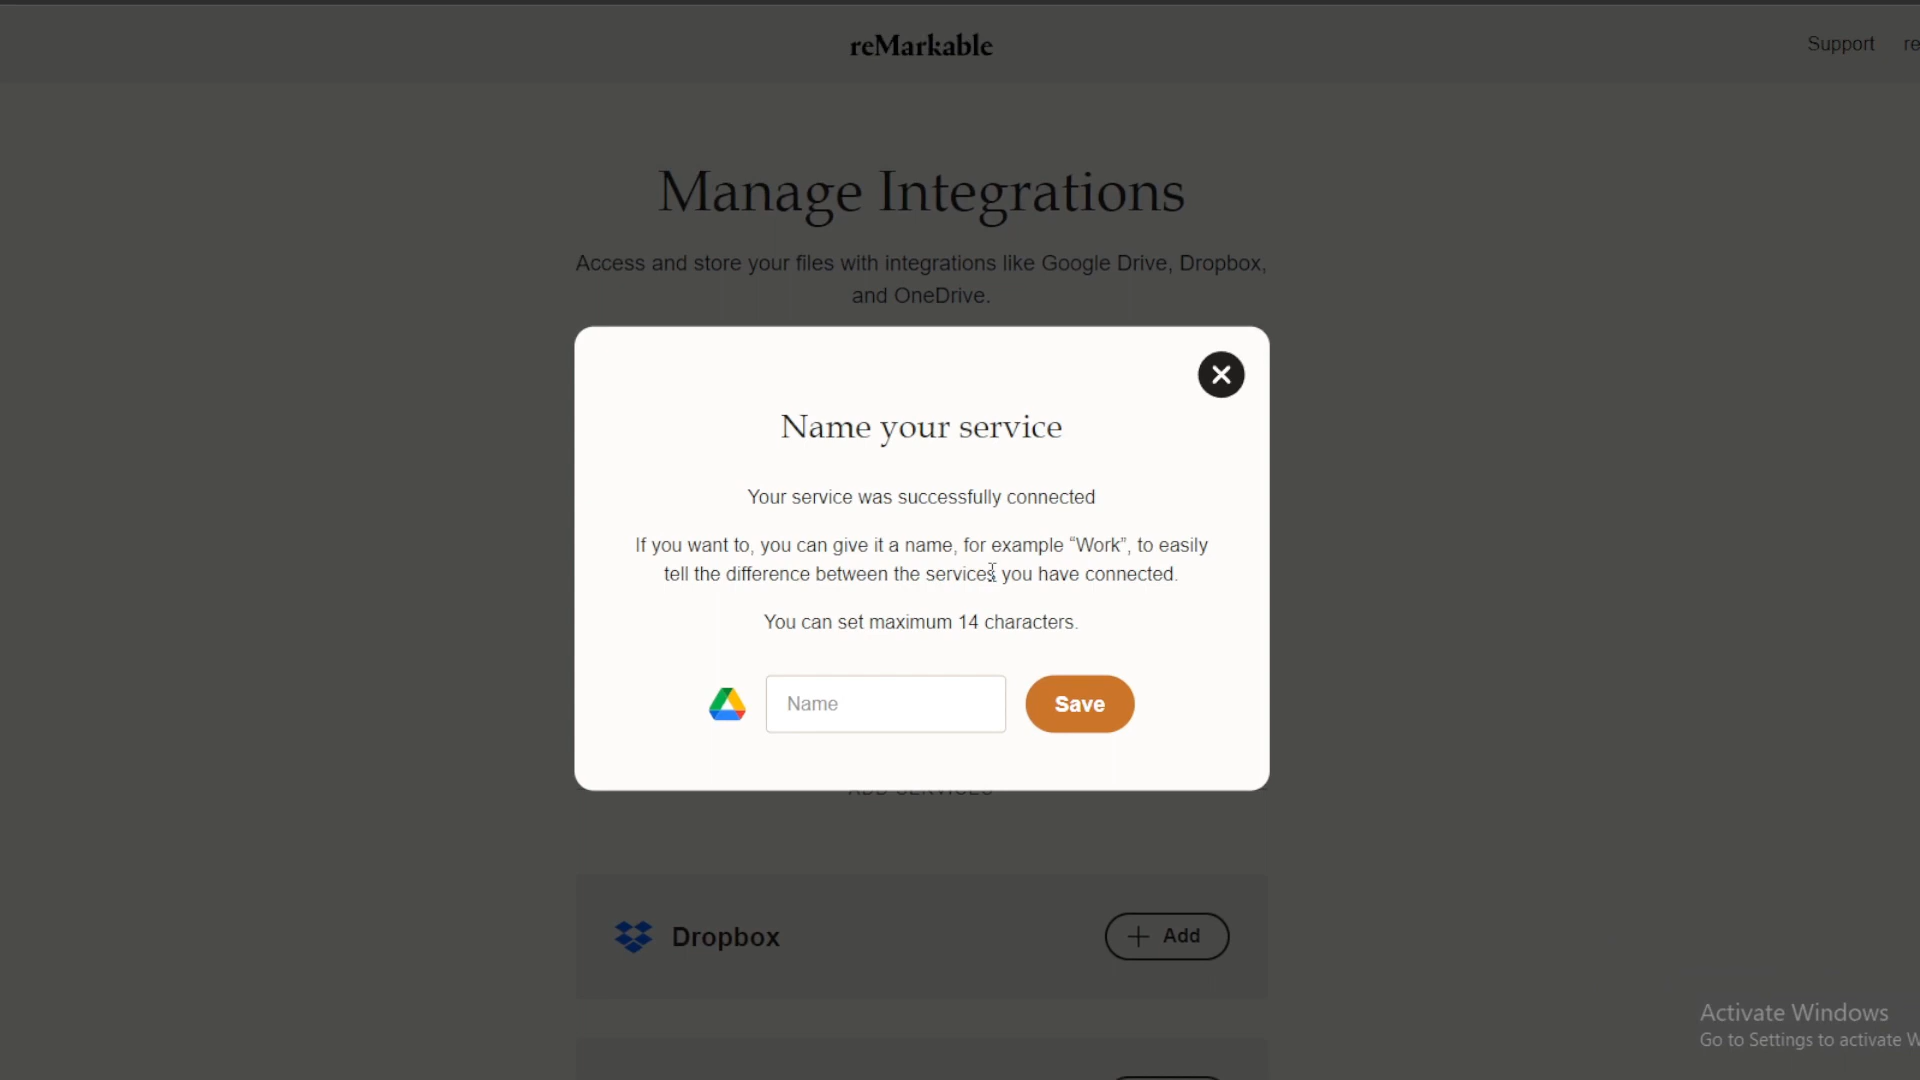 reMarkable
Support re
Manage Integrations
Access and store your files with integrations like Google Drive, Dropbox,
and OneDrive.
Name your service
Your service was successfully connected
If you want to, you can give it a name, for example “Work”, to easily
tell the difference between the services you have connected.
You can set maximum 14 characters.
Name
Save
ADD SERVICES
Dropbox
+ Add
Activate Windows
Go to Settings to activate W